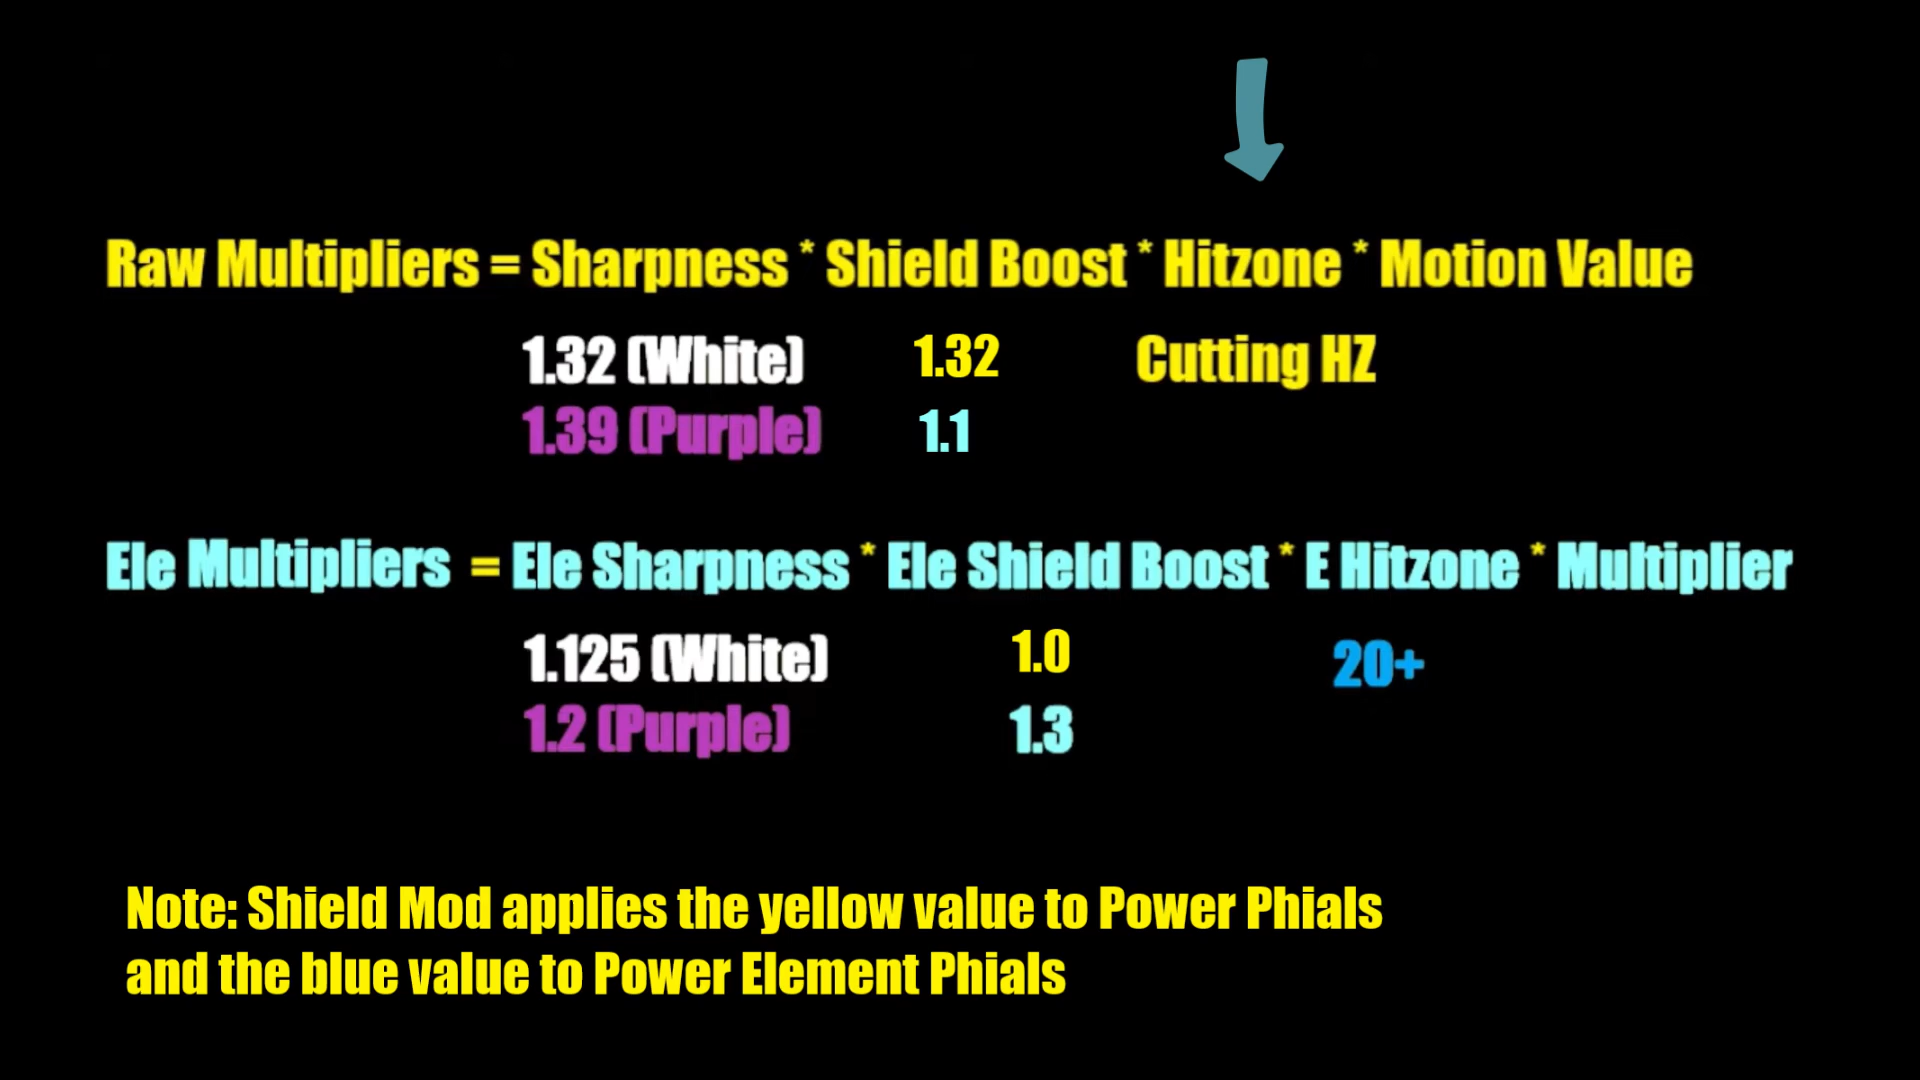 Raw Multipliers = Sharpness * Shield Boost * Hitzone * Motion Value
1.32 (White) 1.32 Cutting HZ
1.39 (Purple) 1.1
Ele Multipliers = Ele Sharpness * Ele Shield Boost * E Hitzone * Multiplier
1.125 (White) 1.0 20+
1.2 (Purple) 1.3
Note: Shield Mod applies the yellow value to Power Phials
and the blue value to Power Element Phials